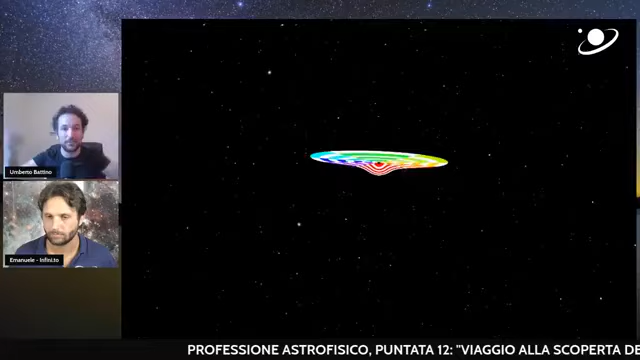 Umberto Battino
Emanuele - Infini.to
PROFESSIONE ASTROFISICO, PUNTATA 12: "VIAGGIO ALLA SCOPERTA DE